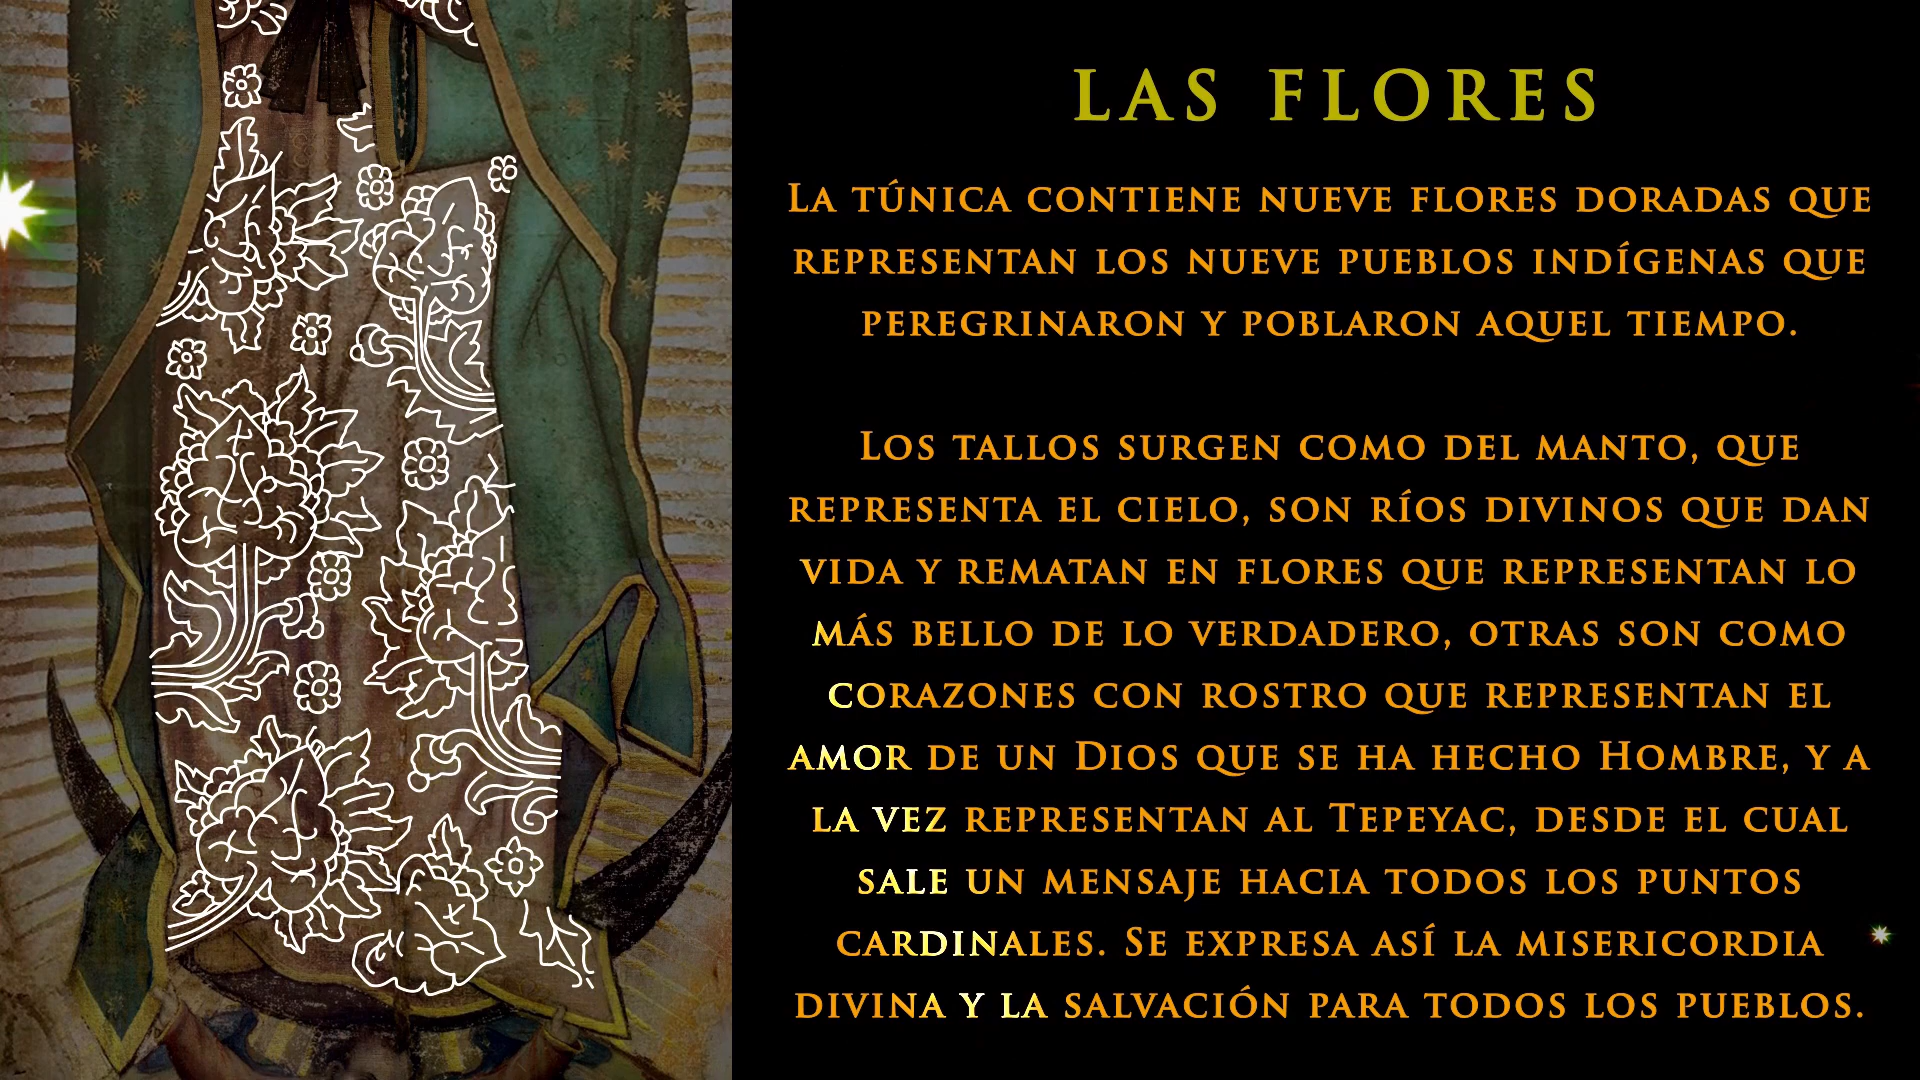 LAS FLORES
La túnica contiene nueve flores doradas que
representan los nueve pueblos indígenas que
peregrinaron y poblaron aquel tiempo.
Los tallos surgen como del manto, que
representa el cielo, son ríos divinos que dan
vida y rematan en flores que representan lo
más bello de lo verdadero, otras son como
corazones con rostro que representan el
amor de un Dios que se ha hecho Hombre, y a
la vez representan al Tepeyac, desde el cual
sale un mensaje hacia todos los puntos
cardinales. Se expresa así la misericordia
divina y la salvación para todos los pueblos.